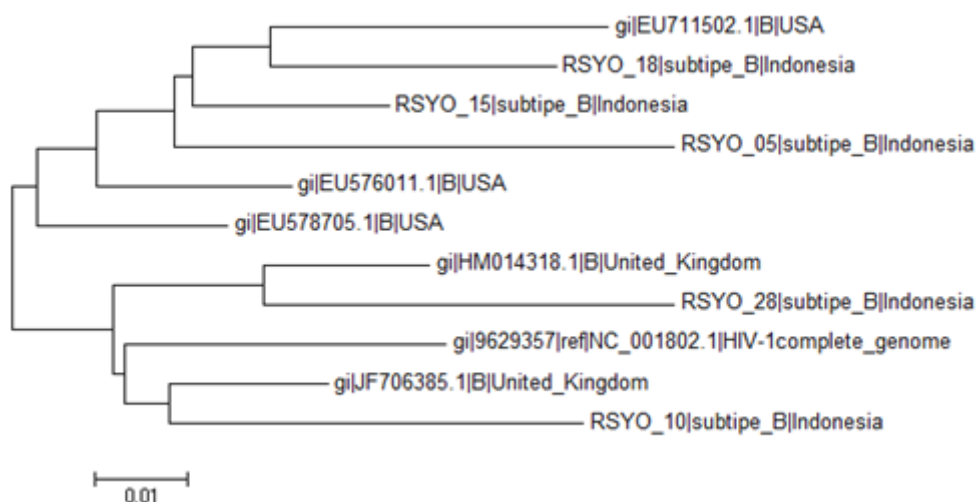 gi|EU711502.1|B|USA
RSYO_18|subtipe_B|Indonesia
RSYO_15|subtipe_B|Indonesia
RSYO_05|subtipe_B|Indonesia
gi|EU576011.1|B|USA
gi|EU578705.1|B|USA
gi|HM014318.1|B|United_Kingdom
RSYO_28|subtipe_B|Indonesia
gi|9629357|ref|NC_001802.1|HIV-1complete_genome
gi|JF706385.1|B|United_Kingdom
RSYO_10|subtipe_B|Indonesia
0.01